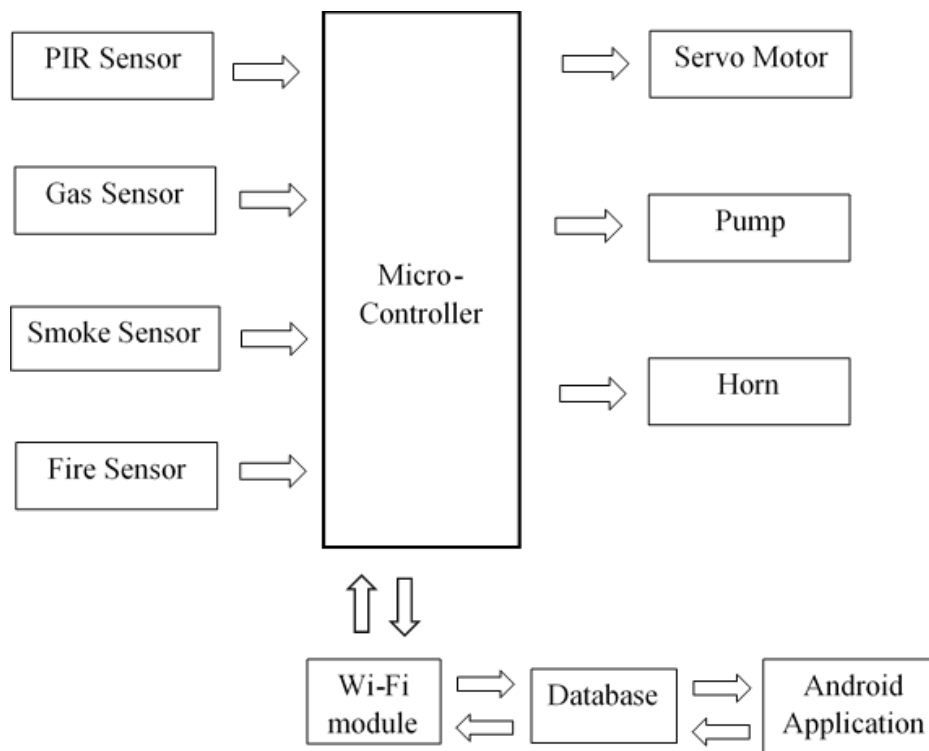 PIR Sensor
Gas Sensor
Smoke Sensor
Fire Sensor
Micro-
Controller
Servo Motor
Pump
Horn
Wi-Fi
module
Database
Android
Application